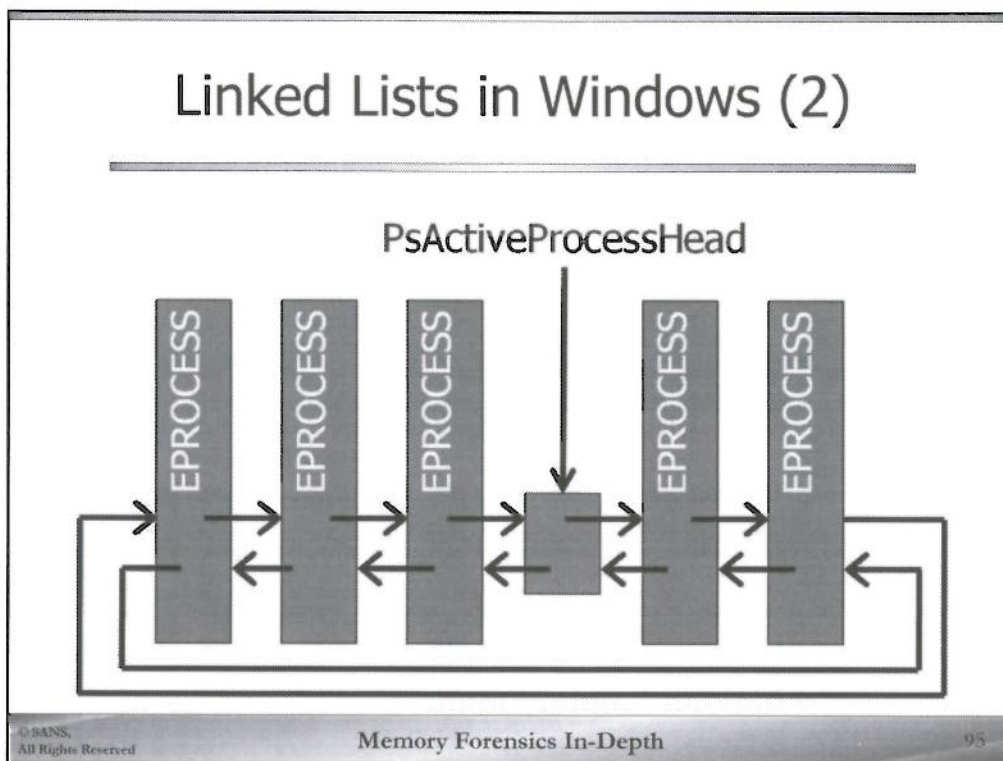 Linked Lists in Windows (2)
PsActiveProcessHead
EPROCESS
EPROCESS
EPROCESS
EPROCESS
EPROCESS
© SANS,
All Rights Reserved
Memory Forensics In-Depth
95